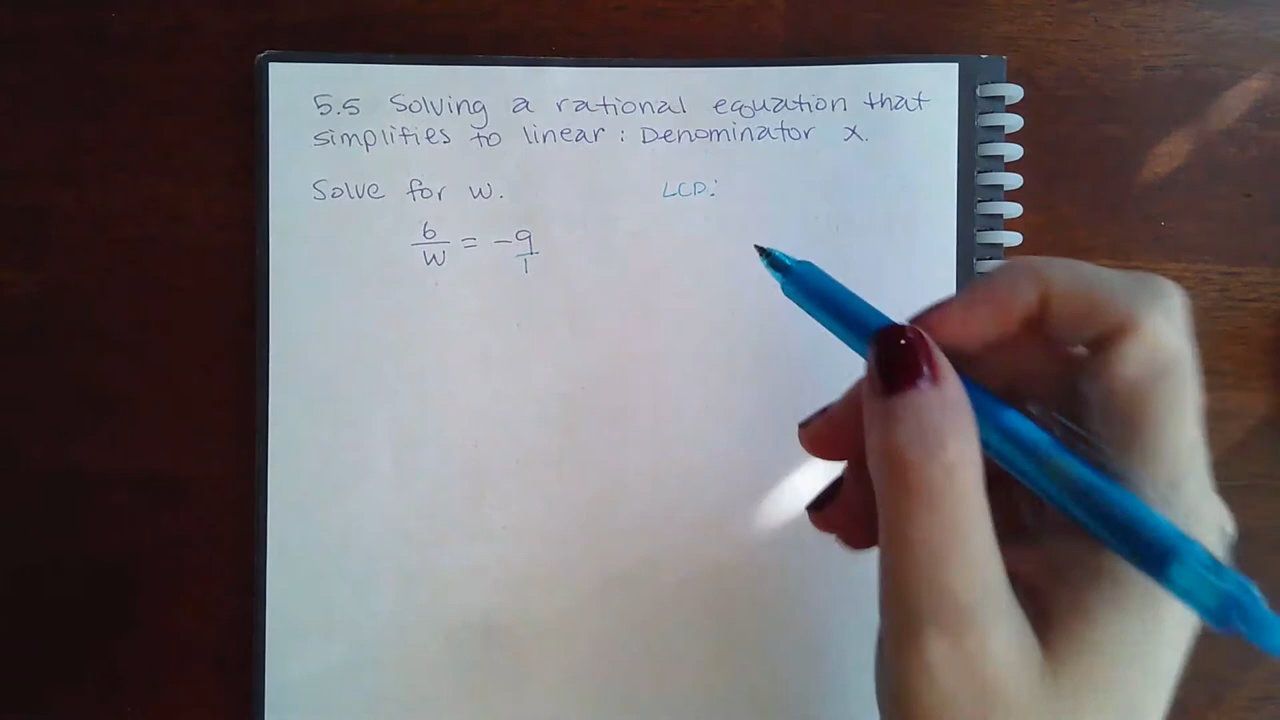 5.5 Solving a rational equation that
simplifies to linear: Denominator x.
Solve for w.
LCD:
6/w = -9/1